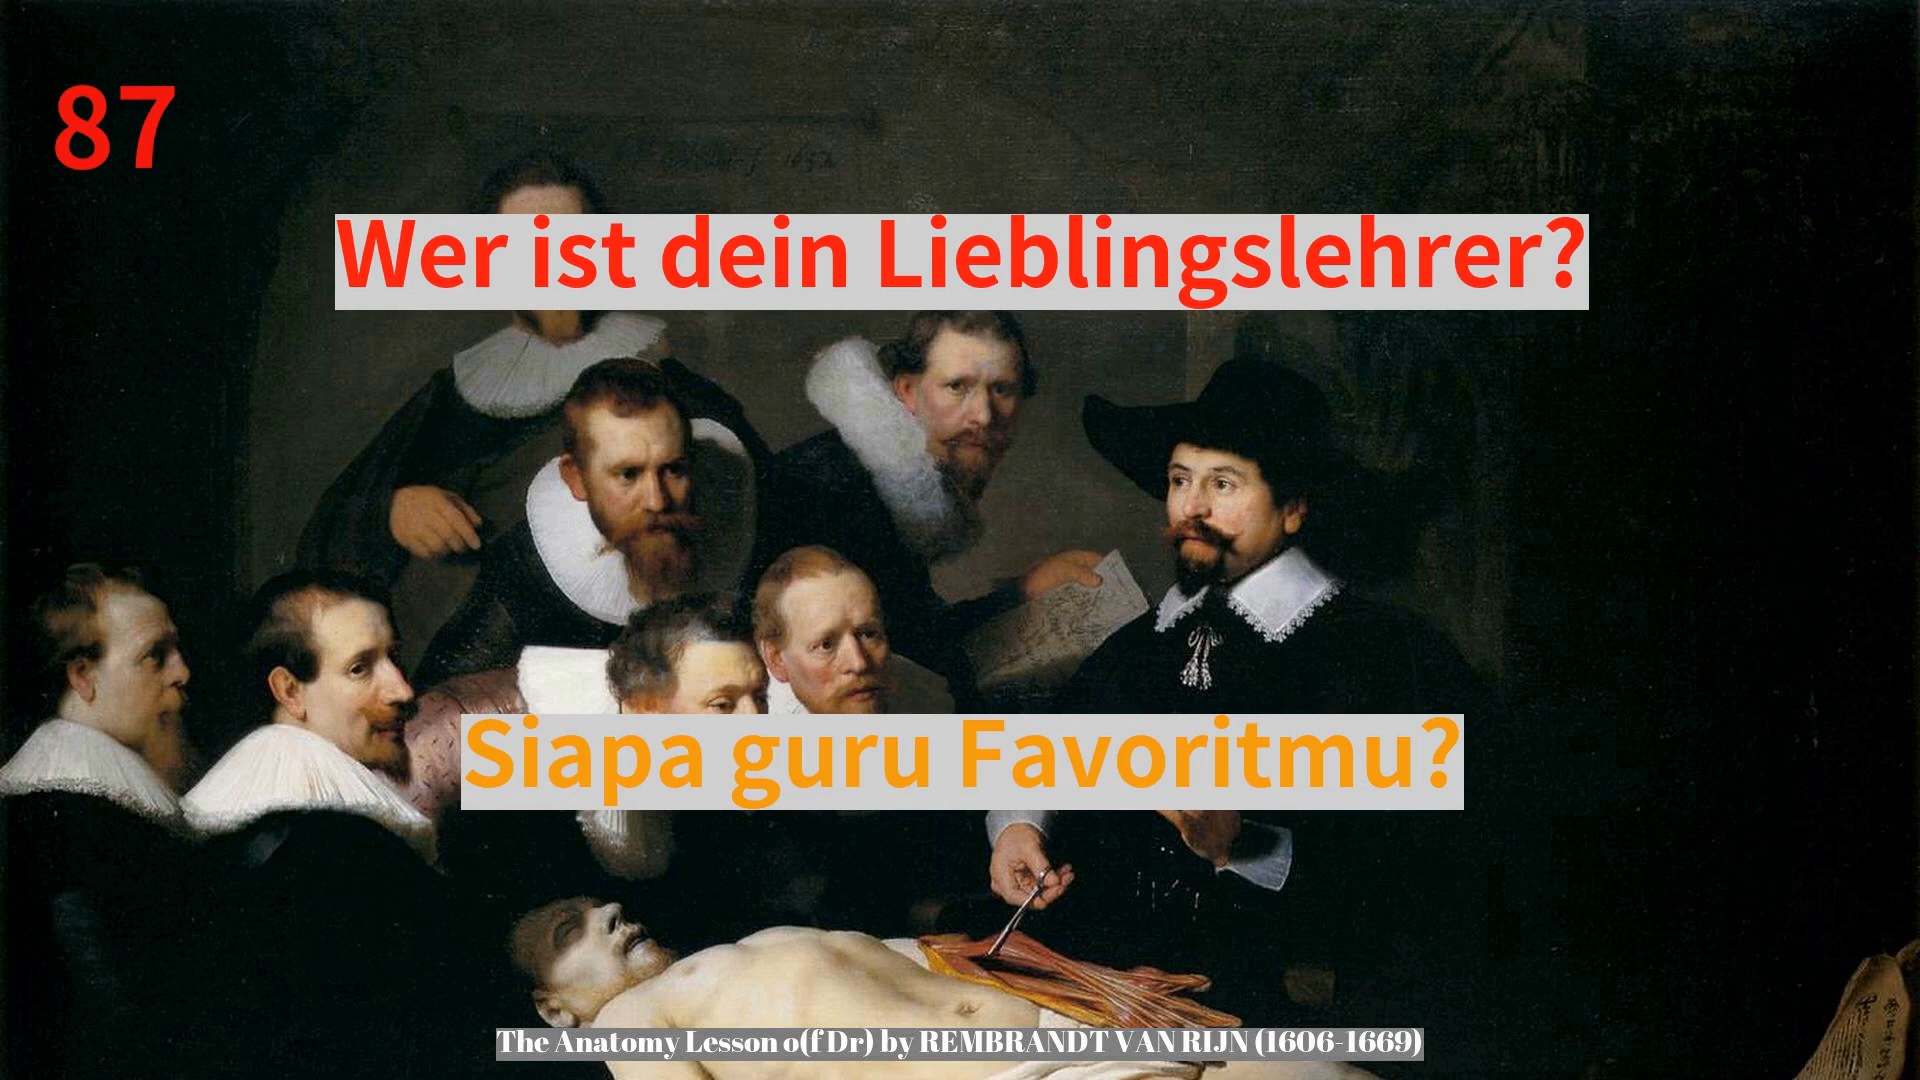 87
Wer ist dein Lieblingslehrer?
Siapa guru Favoritmu?
The Anatomy Lesson o(f Dr) by REMBRANDT VAN RIJN (1606-1669)